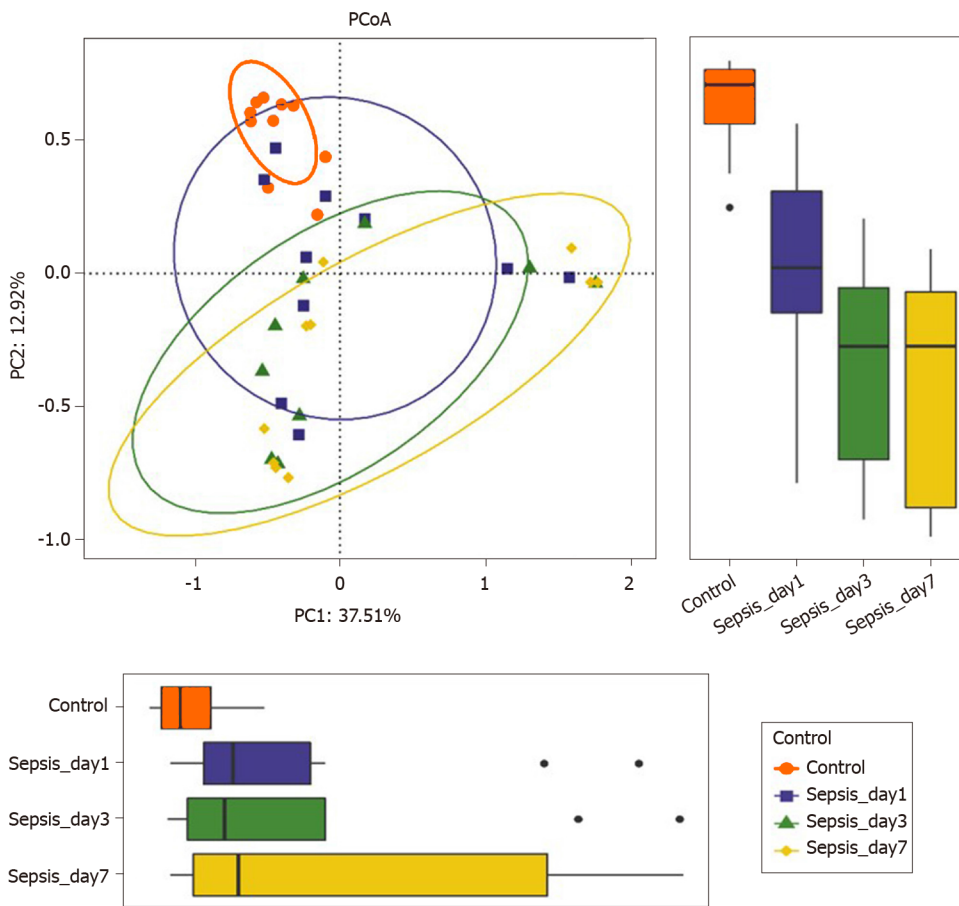 PCoA
0.5
0.0
-0.5
-1.0
PC2: 12.92%
-1
0
1
2
PC1: 37.51%
Control
Sepsis_day1
Sepsis_day3
Sepsis_day7
Control
Sepsis_day1
Sepsis_day3
Sepsis_day7
Control
Control
Sepsis_day1
Sepsis_day3
Sepsis_day7